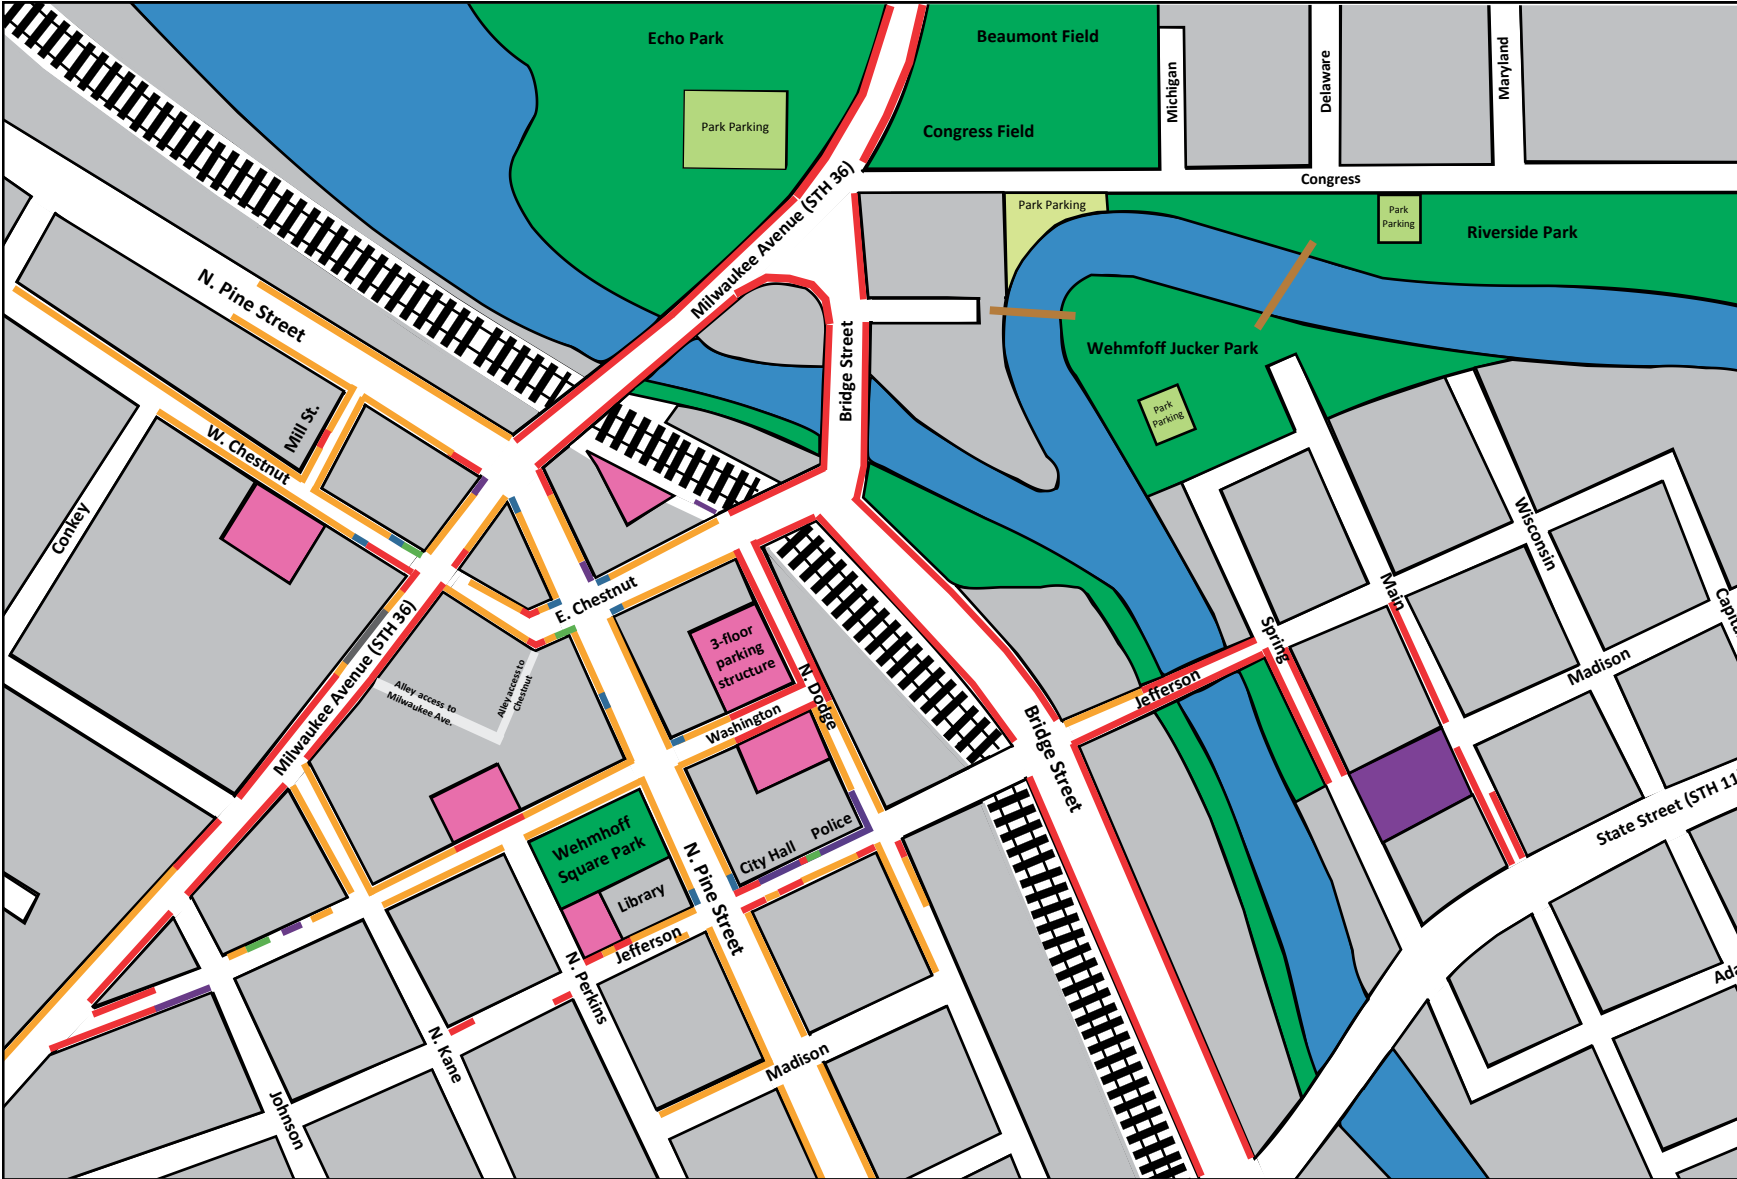 Echo Park
Beaumont Field
Michigan
Delaware
Maryland
Park Parking
Congress Field
Congress
Milwaukee Avenue (STH 36)
Park Parking
Park
Parking
Riverside Park
N. Pine Street
Bridge Street
Wehmfoff Jucker Park
Park
Parking
Mill St.
W. Chestnut
Conkey
Wisconsin
Main
E. Chestnut
Capit
Spring
Milwaukee Avenue (STH 36)
3-floor
parking
structure
N. Dodge
Madison
Jefferson
Alley access to
Milwaukee Ave.
Alley access to
Chestnut
Washington
Bridge Street
State Street (STH 11
Wehmhoff
Square Park
City Hall
Police
Library
N. Pine Street
Jefferson
N. Perkins
Ada
N. Kane
Madison
Johnson